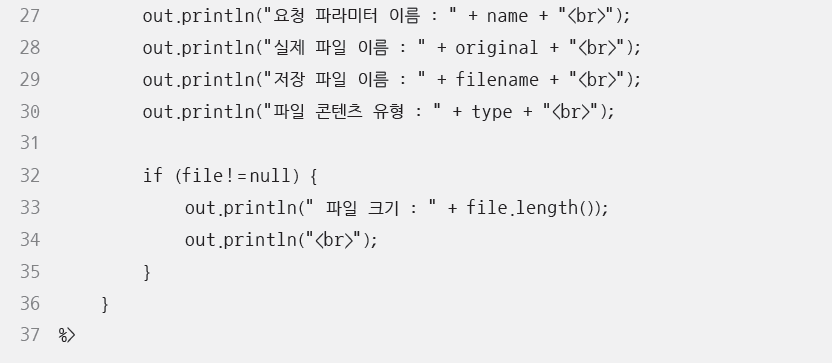 27 out.println("요청 파라미터 이름 : " + name + "<br>");
28 out.println("실제 파일 이름 : " + original + "<br>");
29 out.println("저장 파일 이름 : " + filename + "<br>");
30 out.println("파일 콘텐츠 유형 : " + type + "<br>");
31
32 if (file!=null) {
33 out.println(" 파일 크기 : " + file.length());
34 out.println("<br>");
35 }
36 }
37 %>